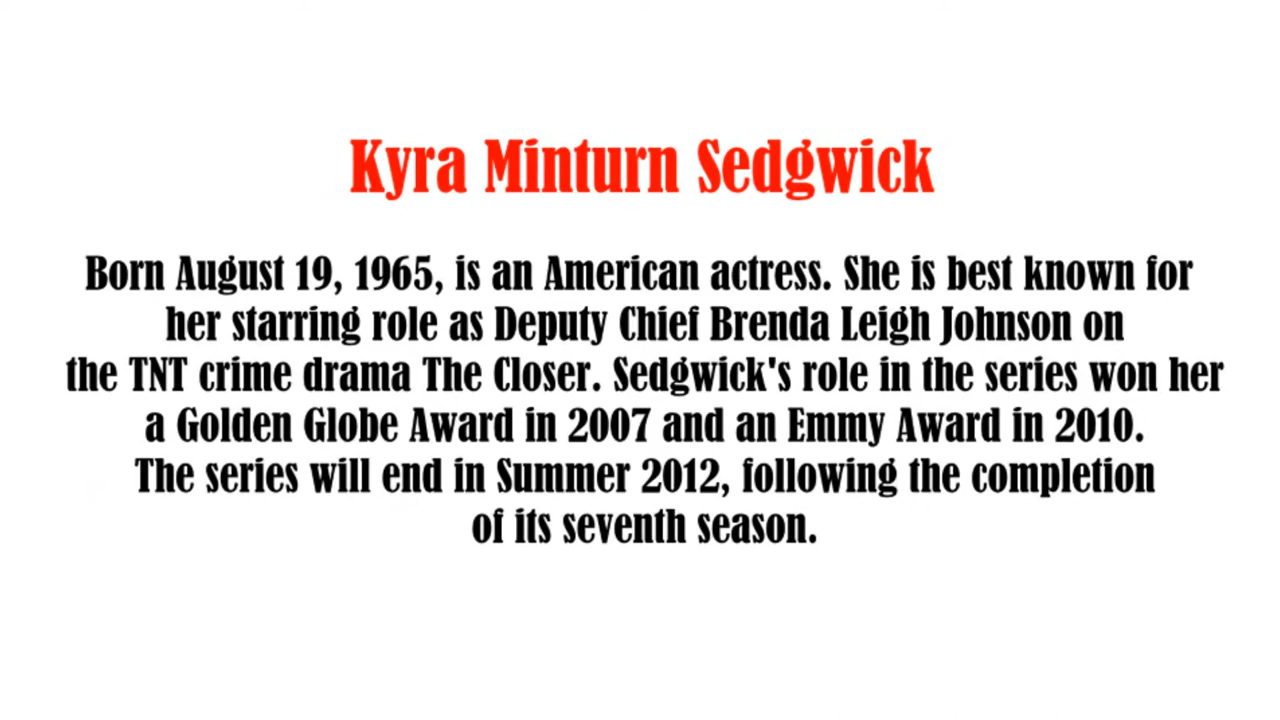 Kyra Minturn Sedgwick
Born August 19, 1965, is an American actress. She is best known for
her starring role as Deputy Chief Brenda Leigh Johnson on
the TNT crime drama The Closer. Sedgwick's role in the series won her
a Golden Globe Award in 2007 and an Emmy Award in 2010.
The series will end in Summer 2012, following the completion
of its seventh season.